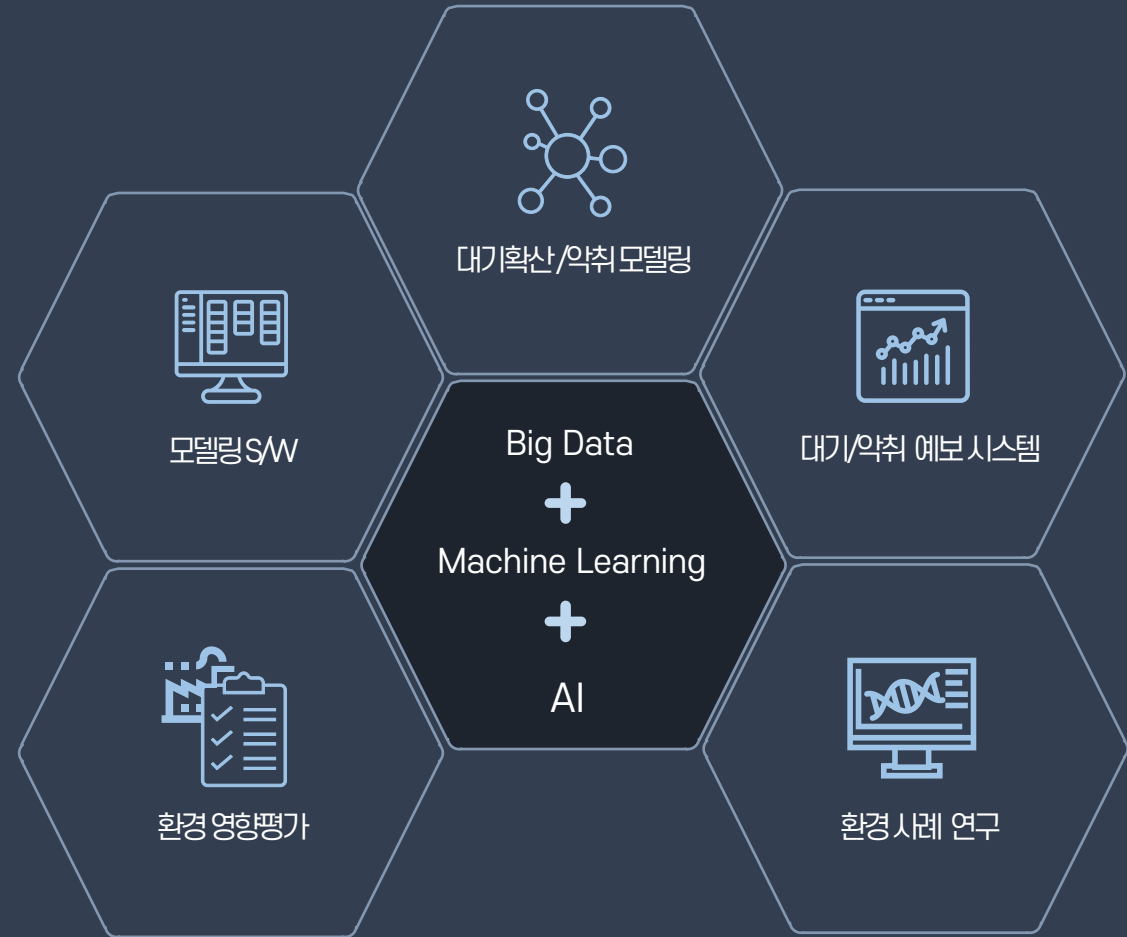 대기확산/악취 모델링
모델링 S/W
대기/악취 예보 시스템
Big Data
+
Machine Learning
+
AI
환경 영향평가
환경 사례 연구